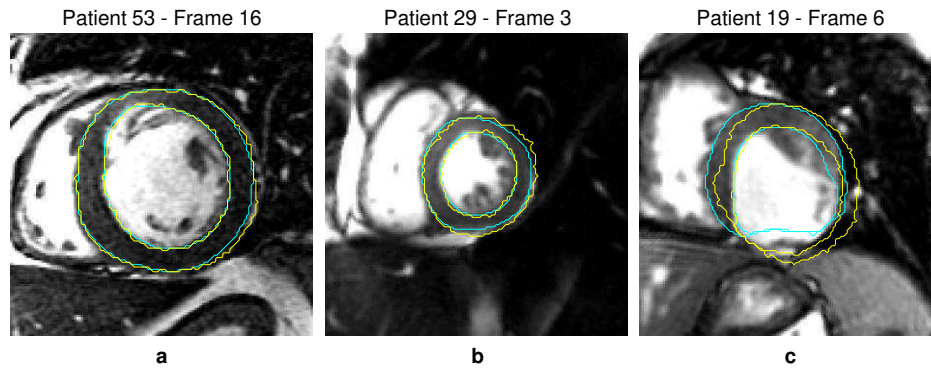 Patient 53 - Frame 16
Patient 29 - Frame 3
Patient 19 - Frame 6
a
b
c